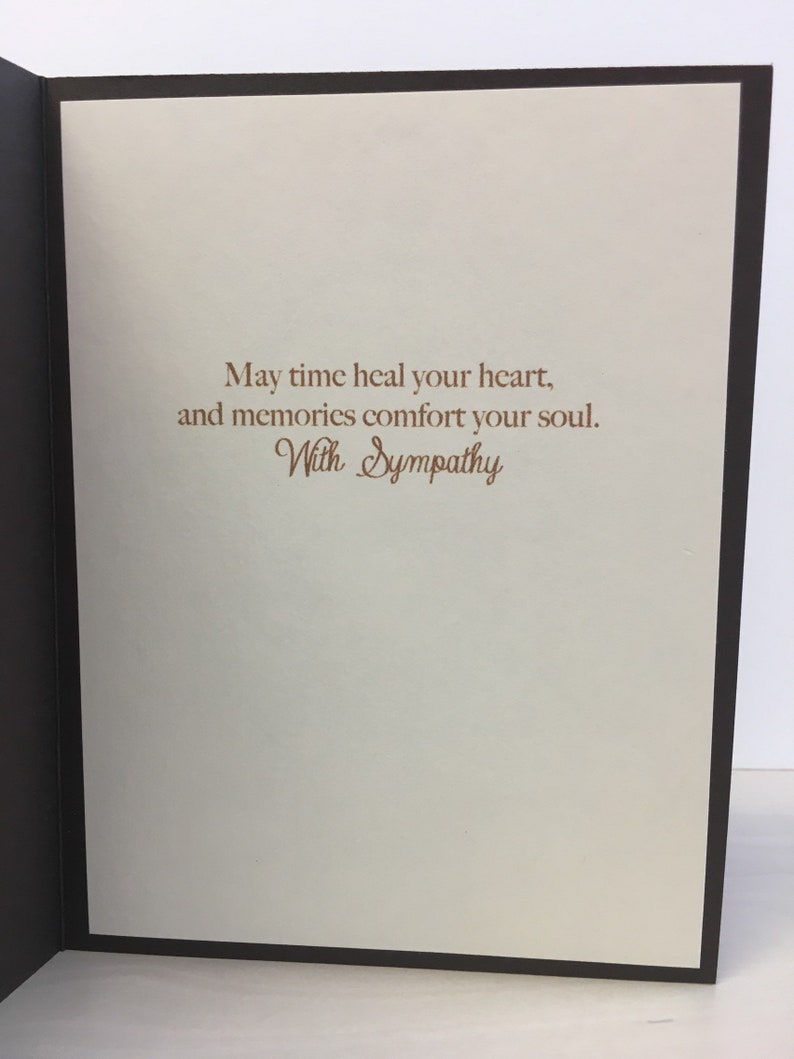 May time heal your heart,
and memories comfort your soul.
With Sympathy